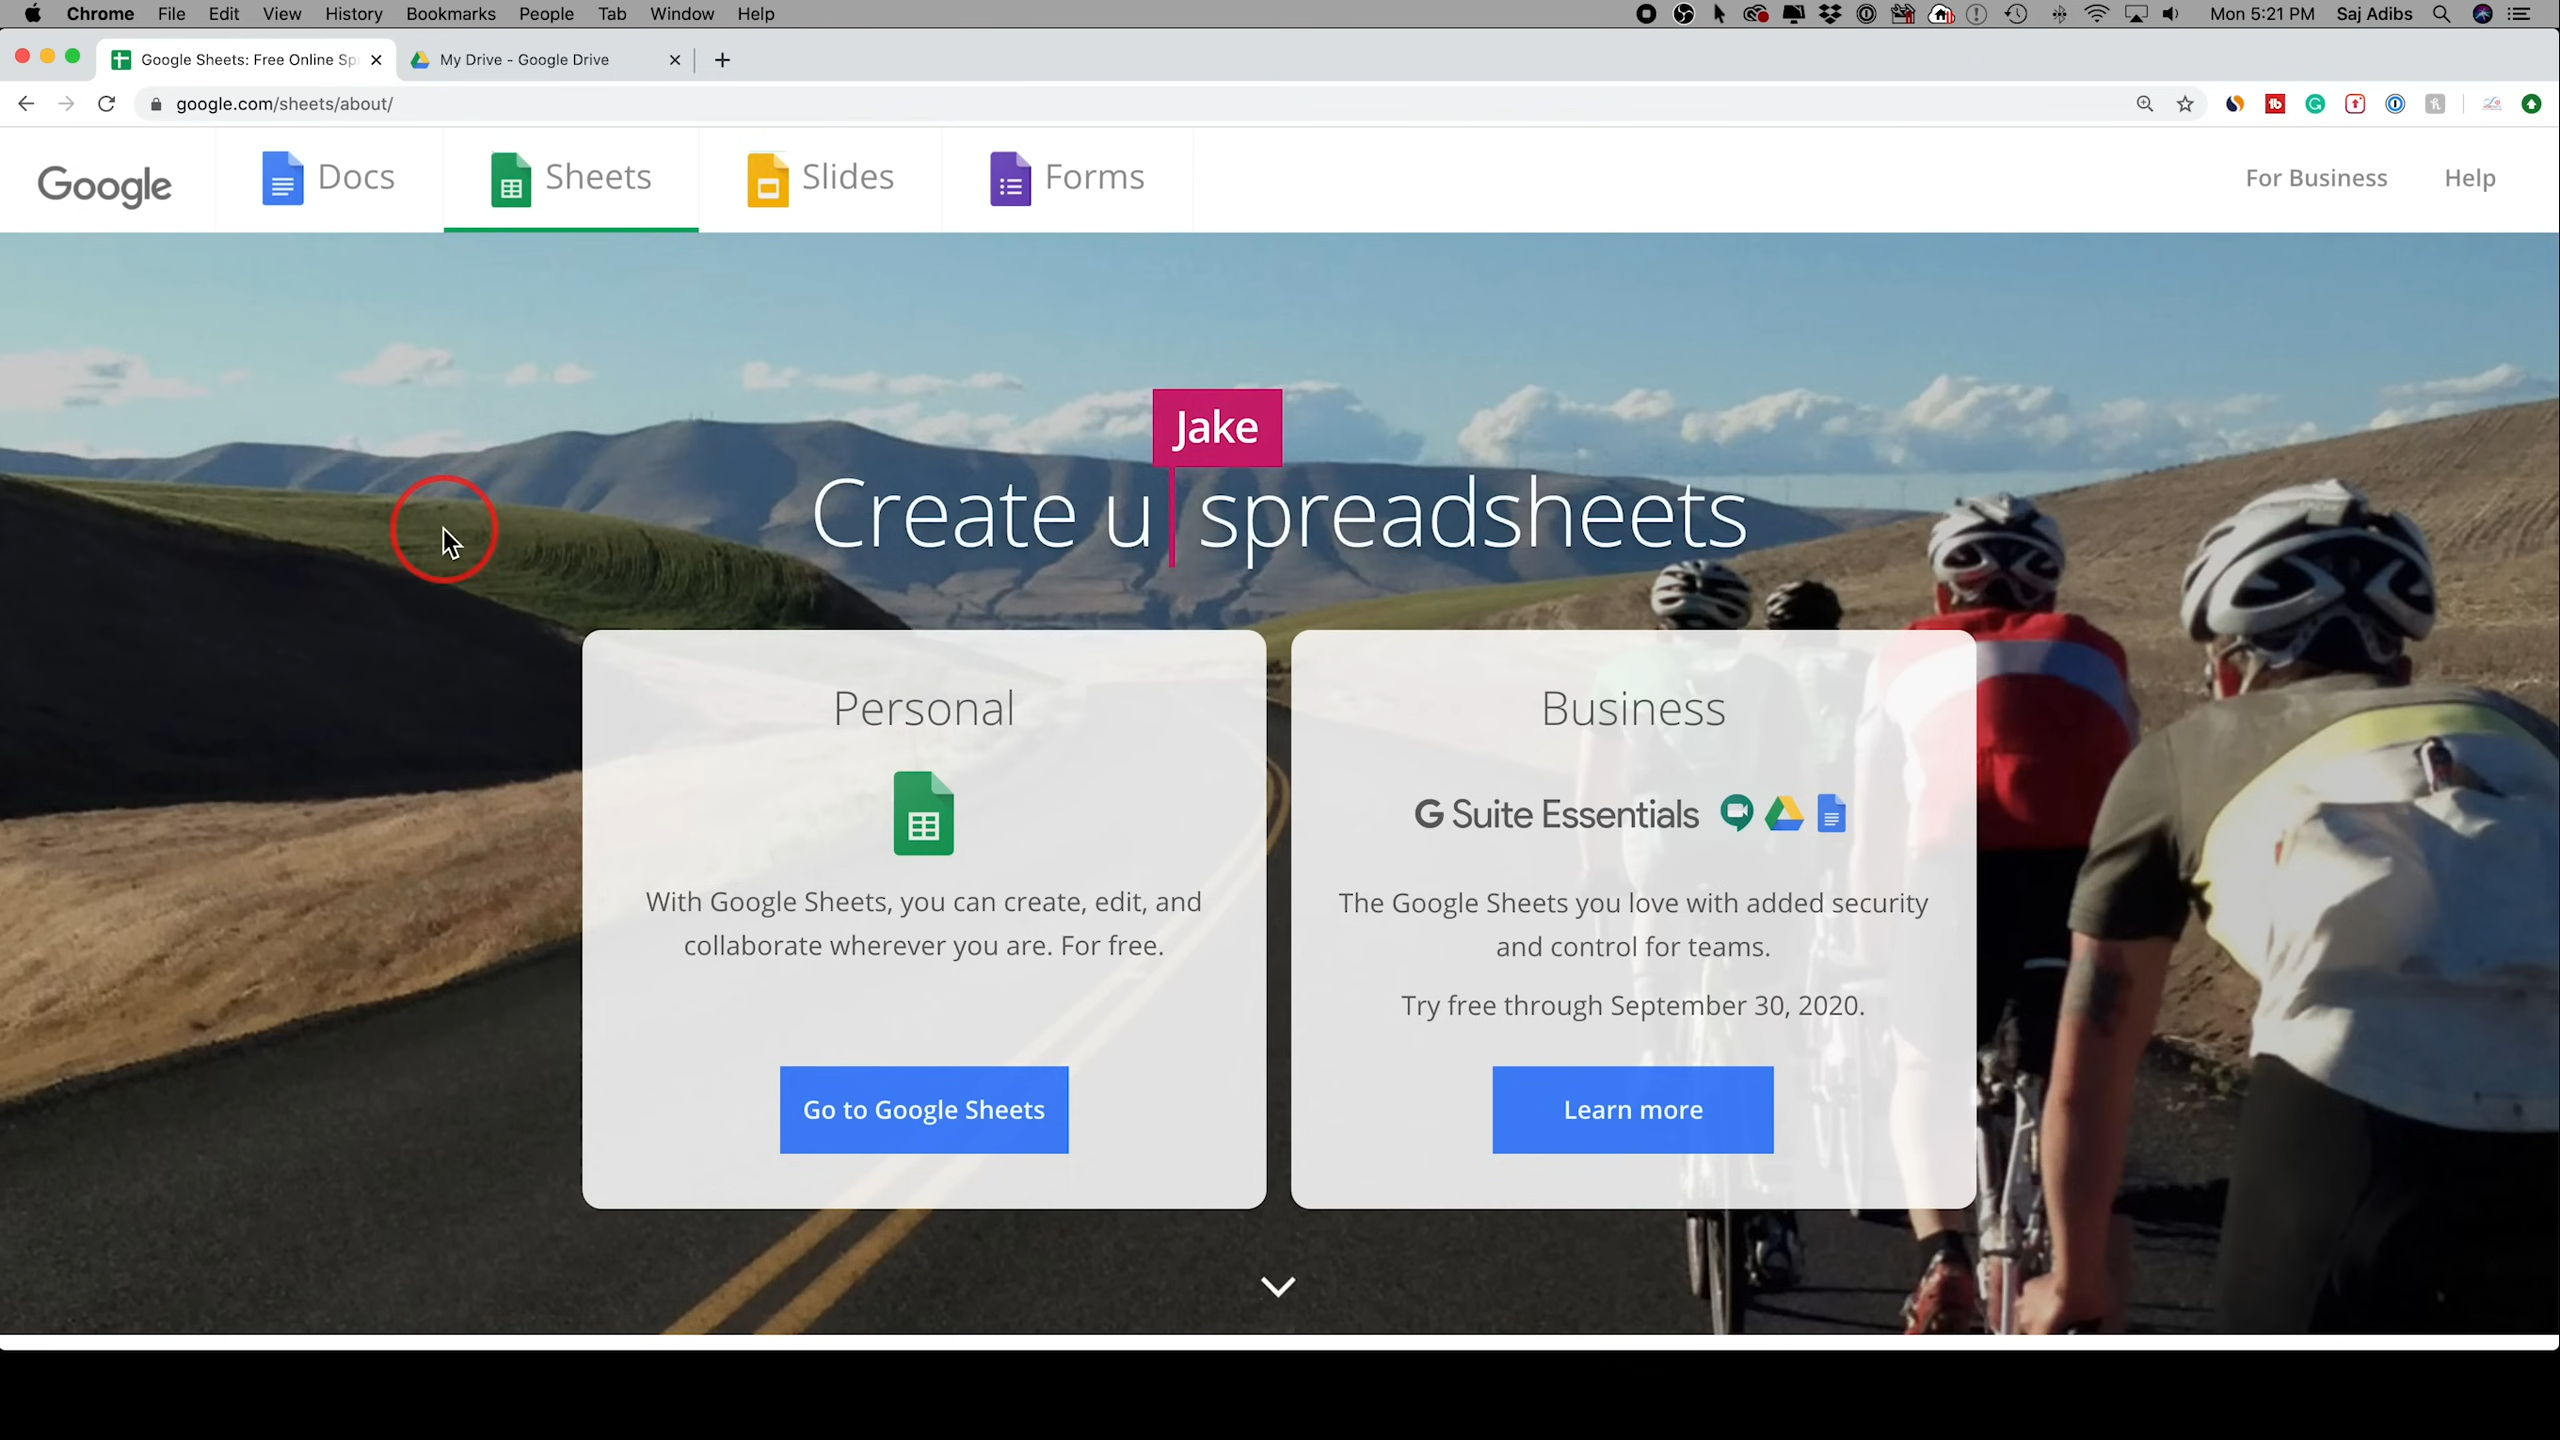 Chrome File Edit View History Bookmarks People Tab Window Help Mon 5:21 PM Saj Adibs
Google Sheets: Free Online Sp My Drive - Google Drive
google.com/sheets/about/
Google Docs Sheets Slides Forms For Business Help
Jake
Create u spreadsheets
Personal
With Google Sheets, you can create, edit, and
collaborate wherever you are. For free.
Go to Google Sheets
Business
G Suite Essentials
The Google Sheets you love with added security
and control for teams.
Try free through September 30, 2020.
Learn more